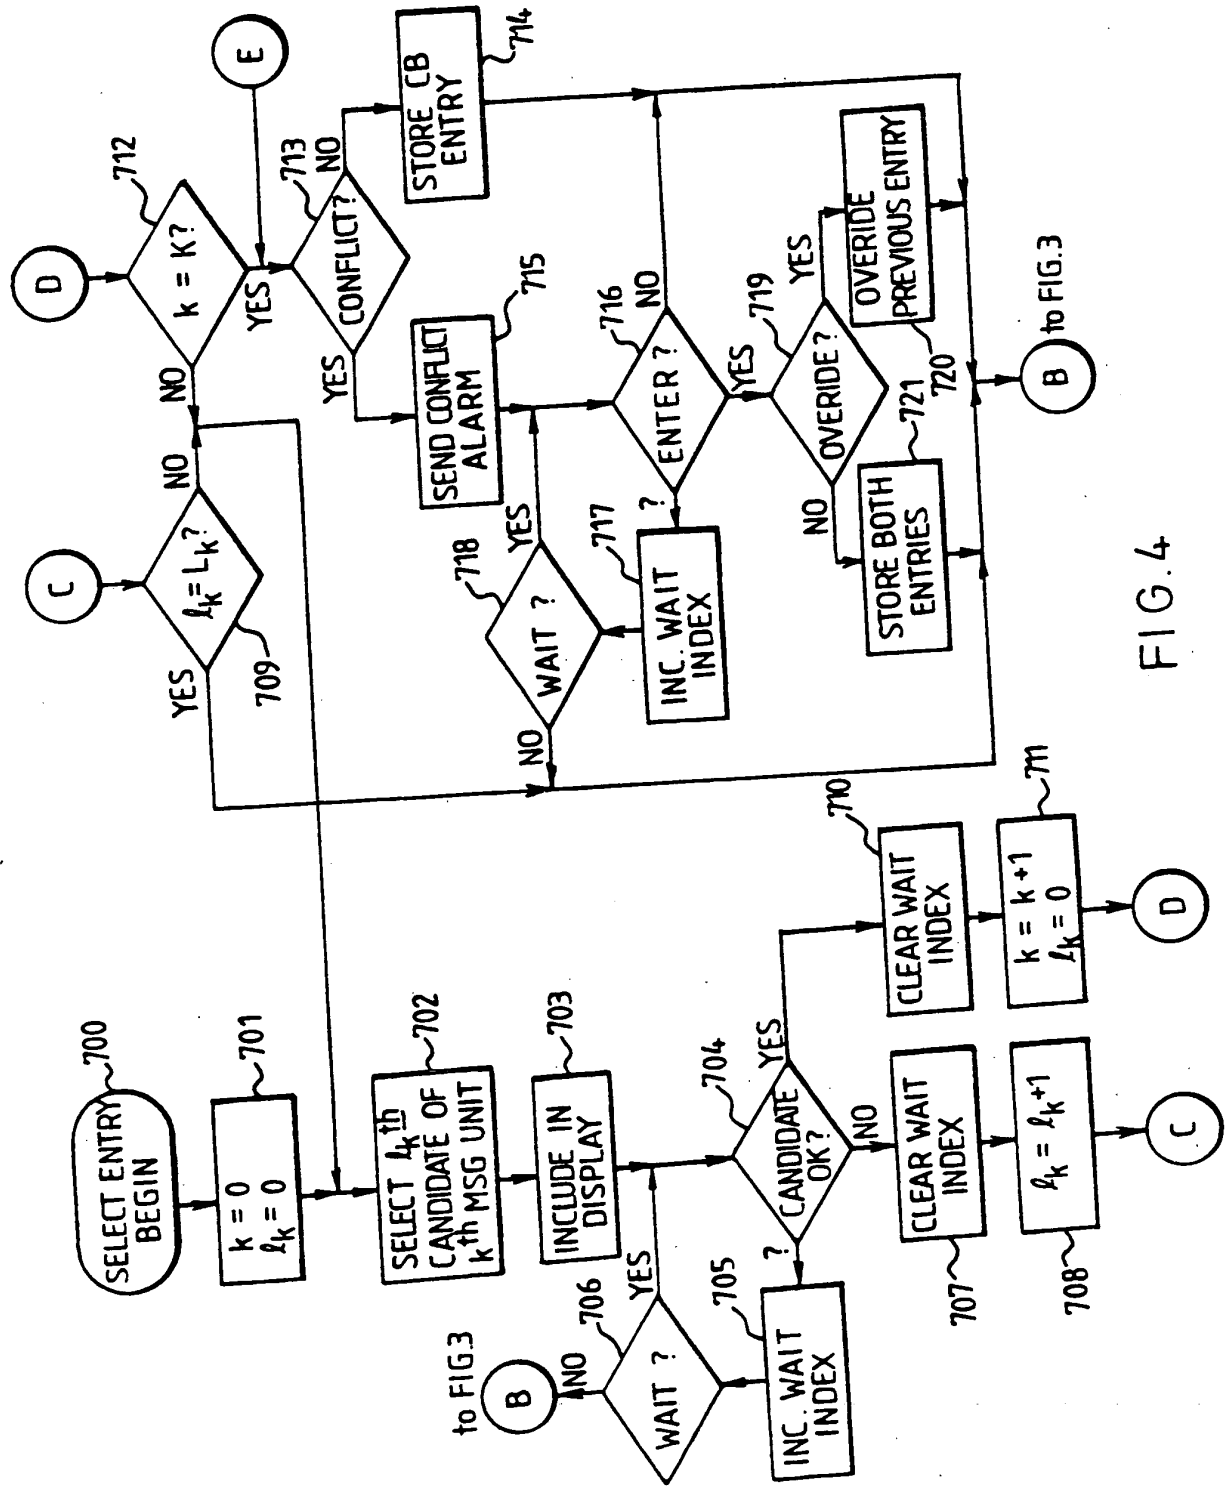 700
SELECT ENTRY
BEGIN
701
k = 0
ℓk = 0
702
SELECT ℓkth
CANDIDATE OF
kth MSG UNIT
703
INCLUDE IN
DISPLAY
704
CANDIDATE
OK?
YES
NO
?
705
INC. WAIT
INDEX
706
WAIT ?
YES
NO
B
to FIG.3
707
CLEAR WAIT
INDEX
708
ℓk = ℓk+1
C
710
CLEAR WAIT
INDEX
711
k = k+1
ℓk = 0
D
C
ℓk = Lk?
709
YES
NO
D
712
k = K?
NO
YES
E
713
CONFLICT?
NO
YES
714
STORE CB
ENTRY
715
SEND CONFLICT
ALARM
716
ENTER ?
NO
YES
?
717
INC. WAIT
INDEX
718
WAIT ?
YES
NO
719
OVERRIDE?
YES
NO
OVERRIDE
PREVIOUS ENTRY
720
721
STORE BOTH
ENTRIES
B
to FIG.3
FIG.4